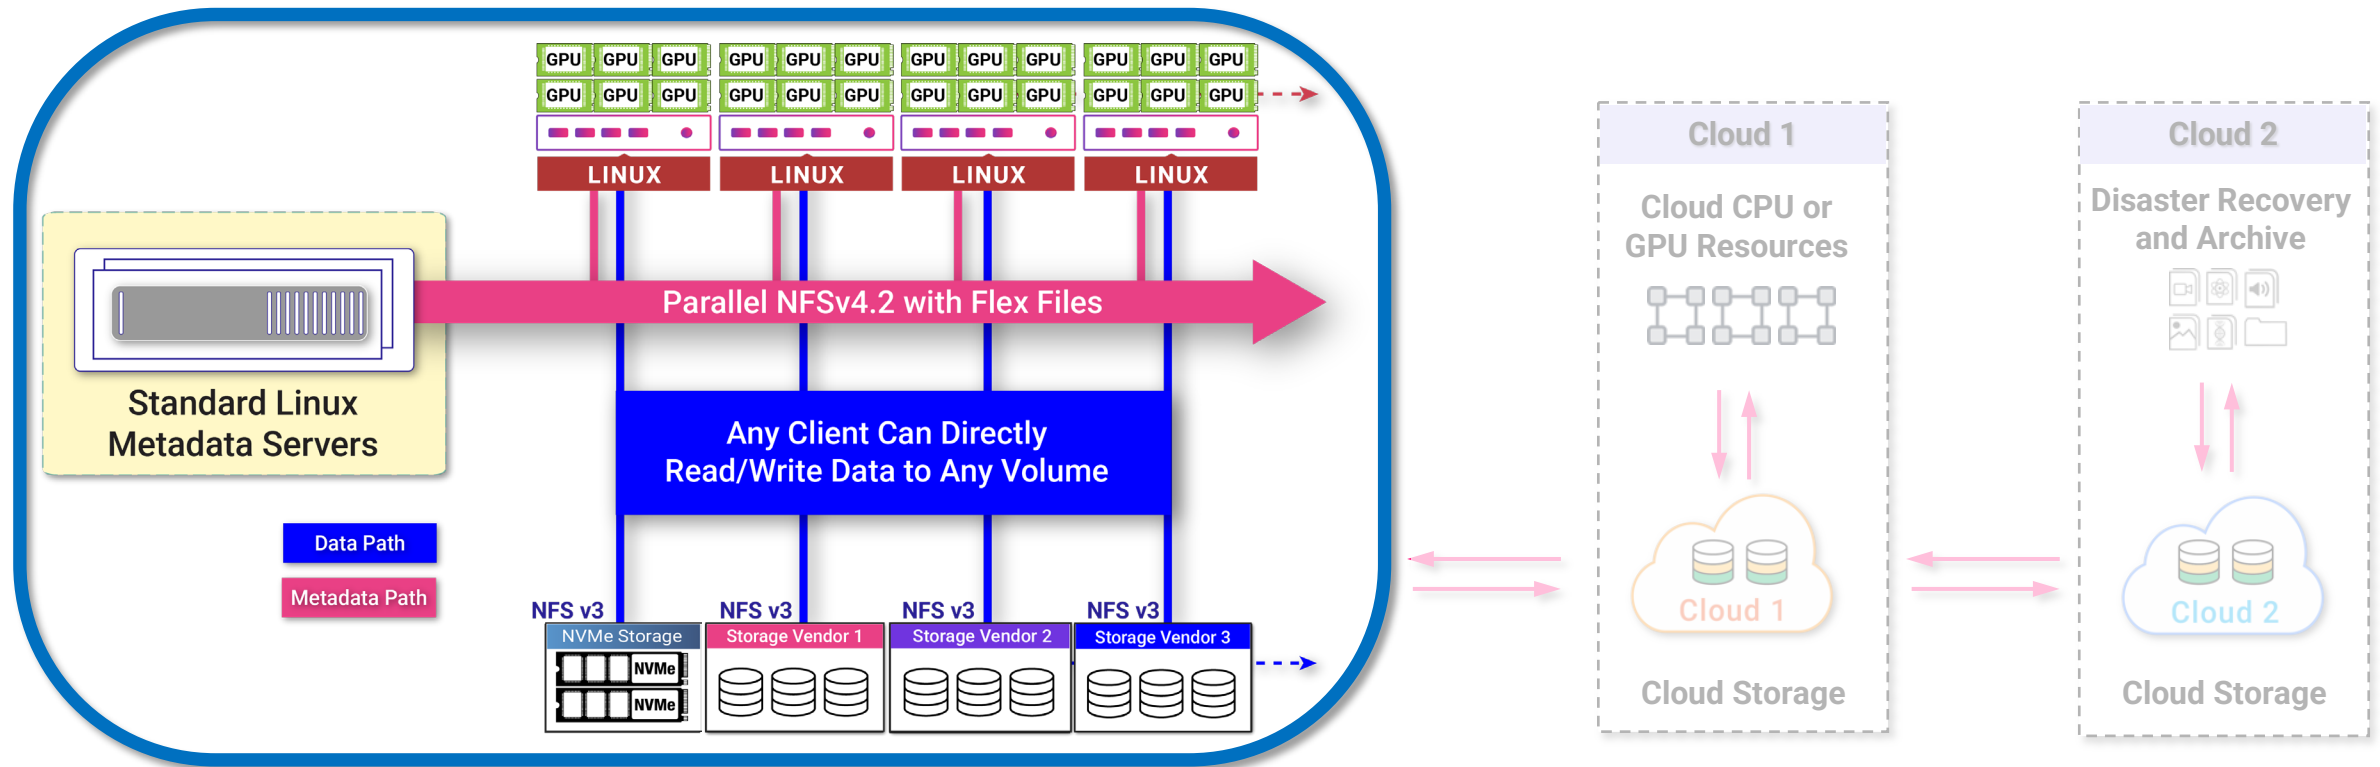 GPU GPU GPU GPU GPU GPU GPU GPU GPU GPU GPU GPU
GPU GPU GPU GPU GPU GPU GPU GPU GPU GPU GPU GPU
LINUX LINUX LINUX LINUX
Parallel NFSv4.2 with Flex Files
Standard Linux
Metadata Servers
Any Client Can Directly
Read/Write Data to Any Volume
Data Path
Metadata Path
NFS v3 NFS v3 NFS v3 NFS v3
NVMe Storage
NVMe
NVMe
Storage Vendor 1
Storage Vendor 2
Storage Vendor 3
Cloud 1
Cloud CPU or
GPU Resources
Cloud 1
Cloud Storage
Cloud 2
Disaster Recovery
and Archive
Cloud 2
Cloud Storage